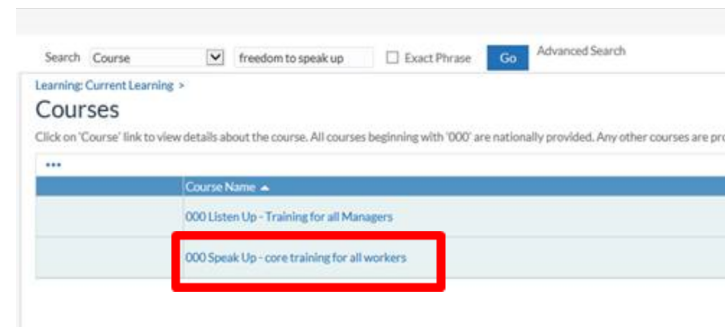 Search Course freedom to speak up Exact Phrase Go Advanced Search
Learning: Current Learning >
Courses
Click on 'Course' link to view details about the course. All courses beginning with '000' are nationally provided. Any other courses are pro
Course Name
000 Listen Up - Training for all Managers
000 Speak Up - core training for all workers